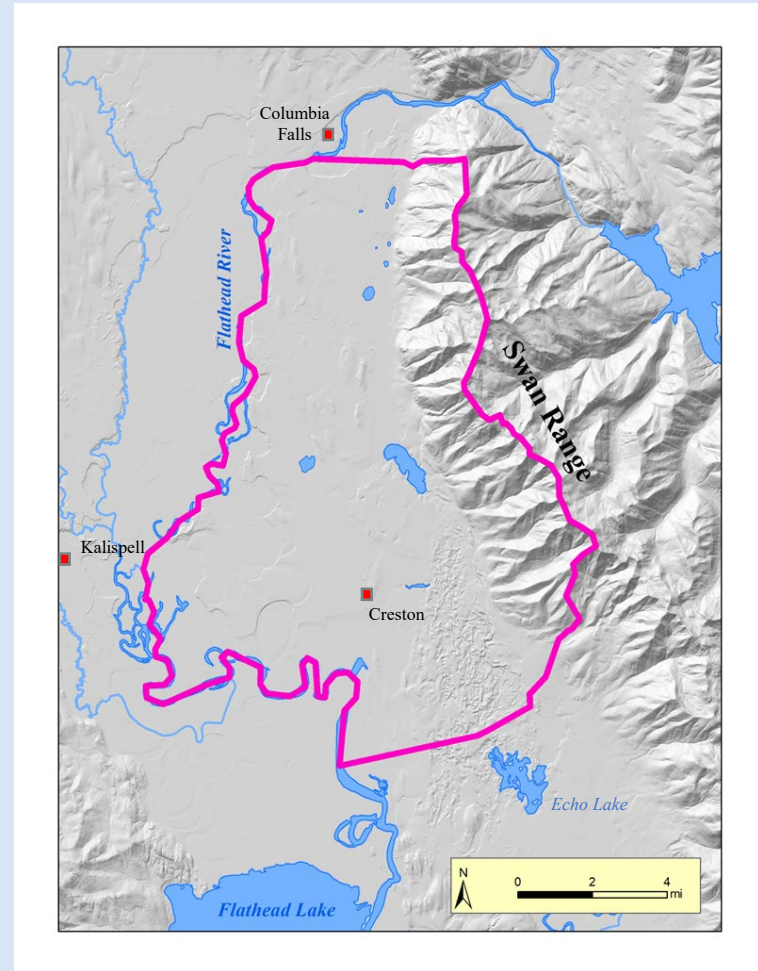 Columbia
Falls
Flathead River
Swan Range
Kalispell
Creston
Echo Lake
N
0 2 4
mi
Flathead Lake